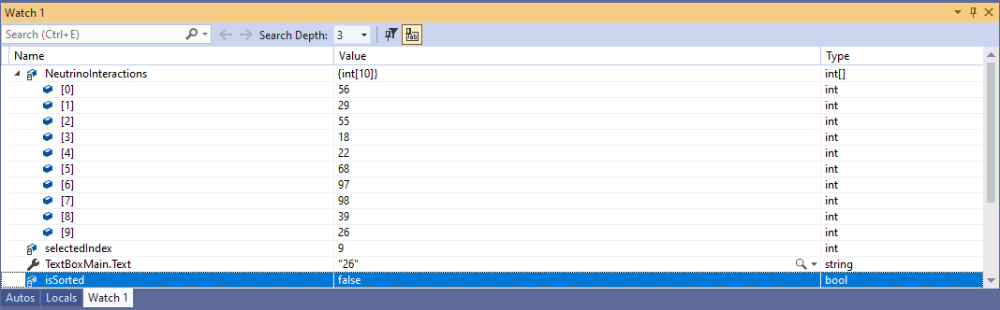 Watch 1
Search (Ctrl+E) Search Depth: 3
Name Value Type
NeutrinoInteractions {int[10]} int[]
[0] 56 int
[1] 29 int
[2] 55 int
[3] 18 int
[4] 22 int
[5] 68 int
[6] 97 int
[7] 98 int
[8] 39 int
[9] 26 int
selectedIndex 9 int
TextBoxMain.Text "26" string
isSorted false bool
Autos Locals Watch 1